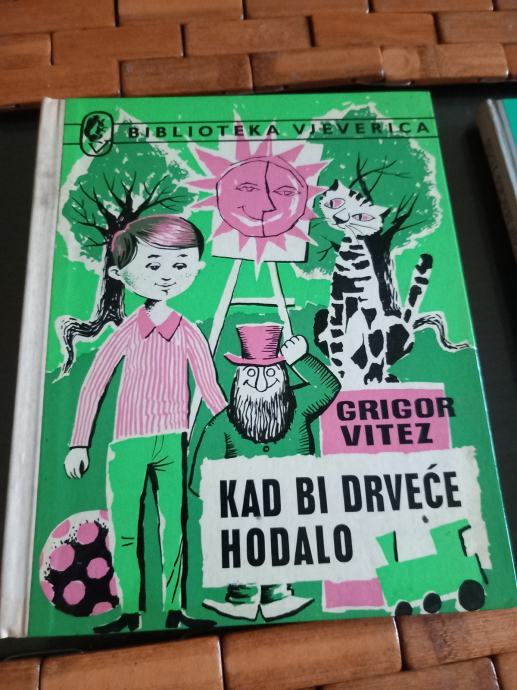 BIBLIOTEKA VJEVERICA
GRIGOR
VITEZ
KAD BI DRVEĆE
HODALO